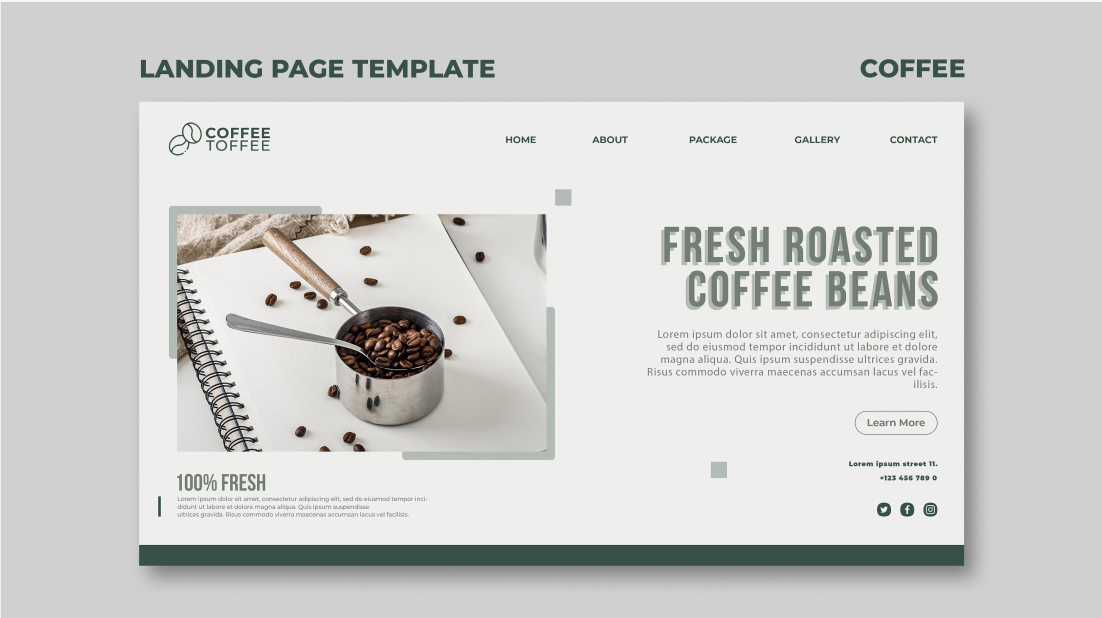 LANDING PAGE TEMPLATE
COFFEE
COFFEE
TOFFEE
HOME
ABOUT
PACKAGE
GALLERY
CONTACT
FRESH ROASTED
COFFEE BEANS
Lorem ipsum dolor sit amet, consectetur adipiscing elit,
sed do eiusmod tempor incididunt ut labore et dolore
magna aliqua. Quis ipsum suspendisse ultrices gravida.
Risus commodo viverra maecenas accumsan lacus vel fac-
ilisis.
Learn More
Lorem ipsum street 11.
+123 456 789 0
100% FRESH
Lorem ipsum dolor sit amet, consectetur adipiscing elit, sed do eiusmod tempor inci-
didunt ut labore et dolore magna aliqua. Quis ipsum suspendisse
ultrices gravida. Risus commodo viverra maecenas accumsan lacus vel facilisis.